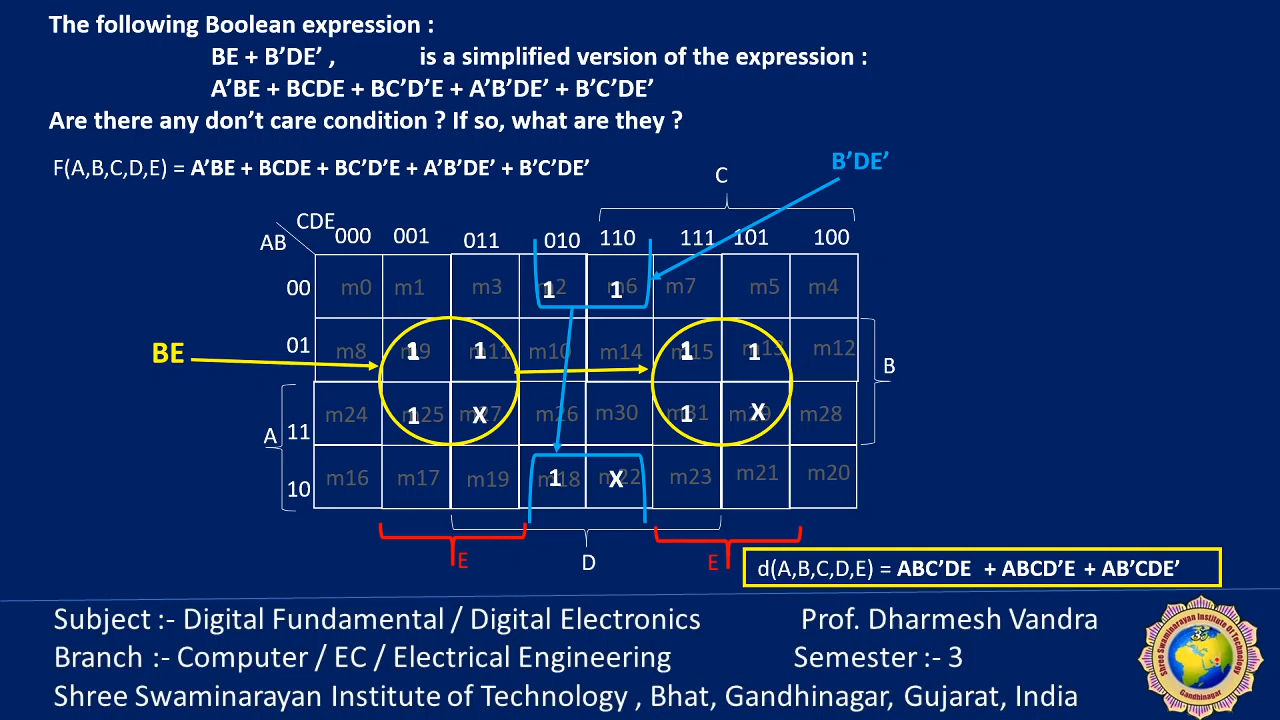 The following Boolean expression :
BE + B’DE’ , is a simplified version of the expression :
A’BE + BCDE + BC’D’E + A’B’DE’ + B’C’DE’
Are there any don’t care condition ? If so, what are they ?
F(A,B,C,D,E) = A’BE + BCDE + BC’D’E + A’B’DE’ + B’C’DE’
B’DE’
C
CDE
AB
000 001 011 010 110 111 101 100
00 m0 m1 m3 m2 1 m6 1 m7 m5 m4
01 m8 m9 1 m11 1 m10 m14 m15 1 m13 1 m12
BE
B
A
11 m24 m25 1 m27 X m26 m30 m31 1 m29 X m28
10 m16 m17 m19 m18 1 m22 X m23 m21 m20
E D E
d(A,B,C,D,E) = ABC’DE + ABCD’E + AB’CDE’
Subject :- Digital Fundamental / Digital Electronics Prof. Dharmesh Vandra
Branch :- Computer / EC / Electrical Engineering Semester :- 3
Shree Swaminarayan Institute of Technology , Bhat, Gandhinagar, Gujarat, India
Shree Swaminarayan Institute Of Technology
Gandhinagar